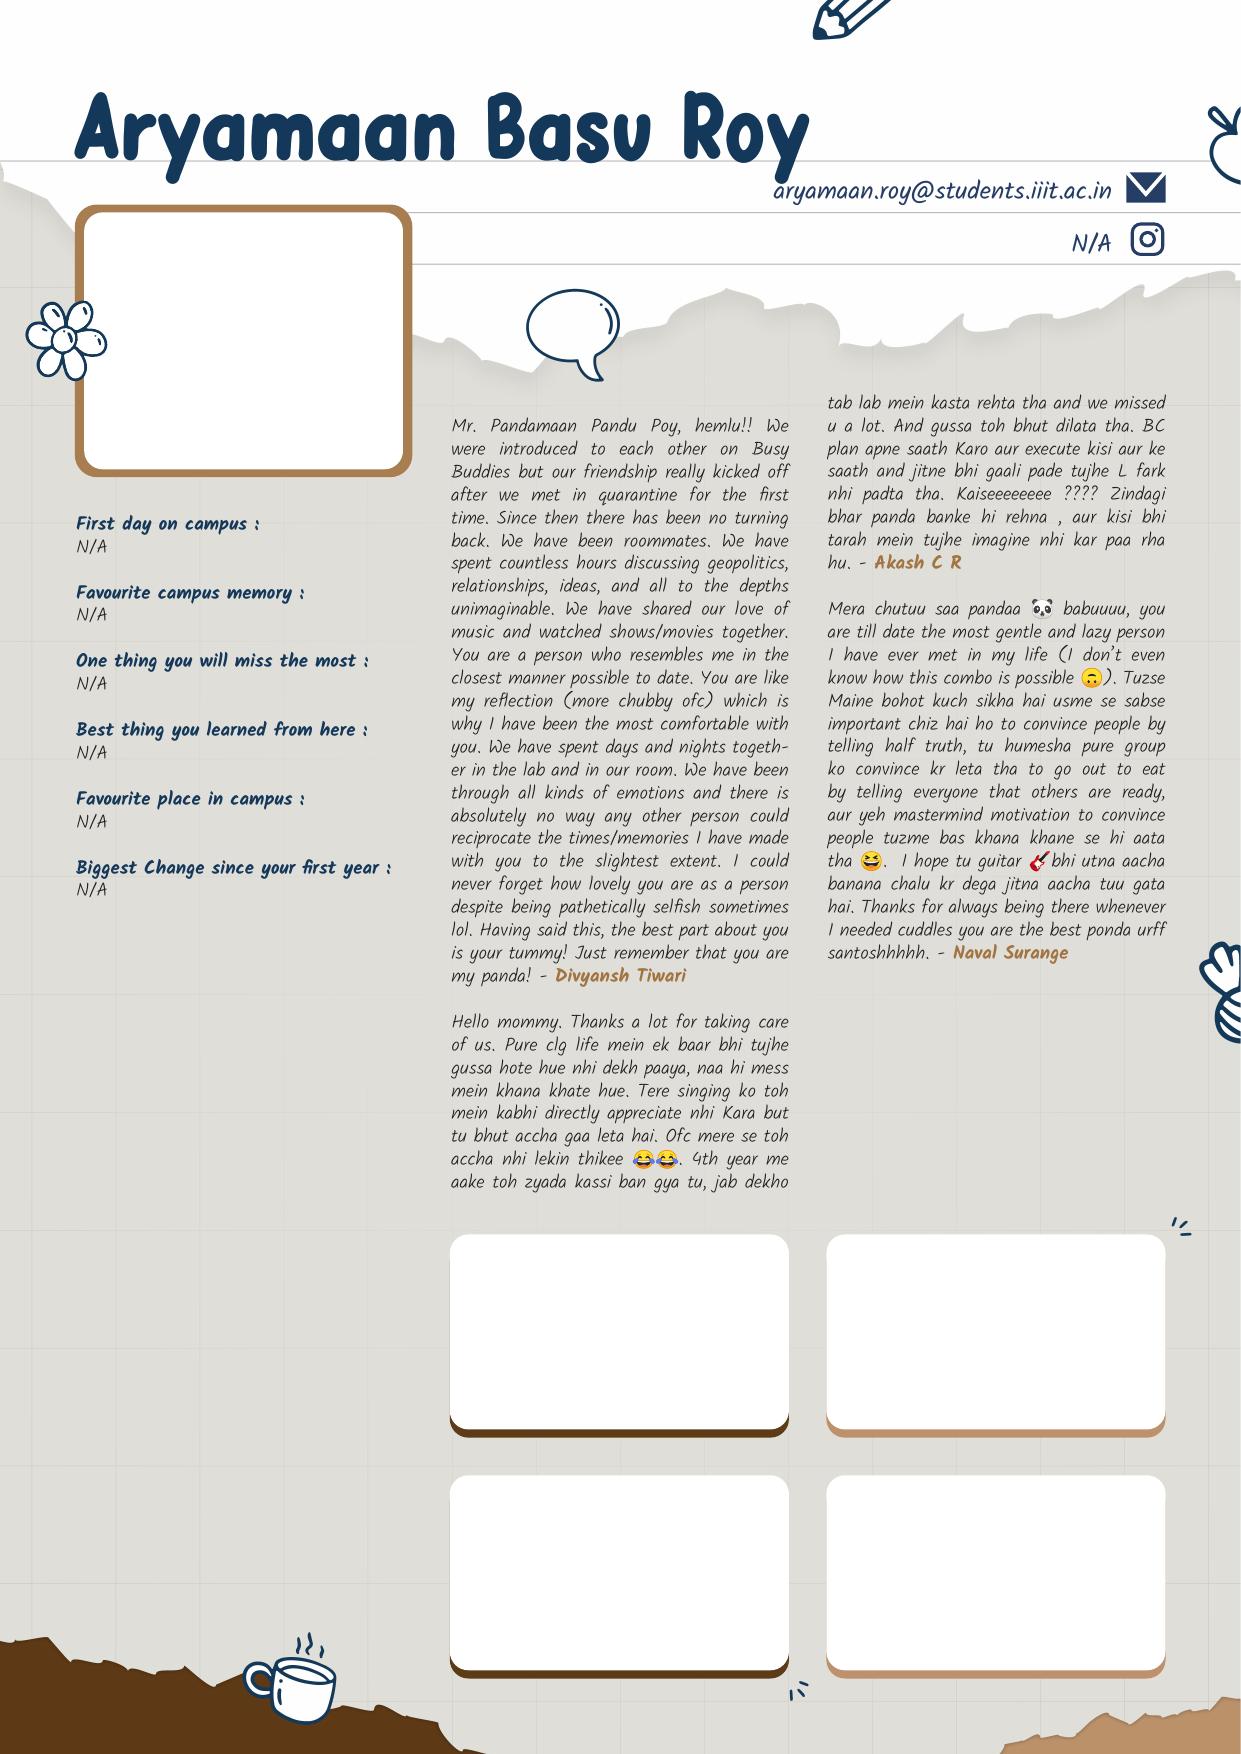 Aryamaan Basu Roy
aryamaan.roy@students.iiit.ac.in
N/A
First day on campus :
N/A
Favourite campus memory :
N/A
One thing you will miss the most :
N/A
Best thing you learned from here :
N/A
Favourite place in campus :
N/A
Biggest Change since your first year :
N/A
Mr. Pandamaan Pandu Poy, hemlu!! We
were introduced to each other on Busy
Buddies but our friendship really kicked off
after we met in quarantine for the first
time. Since then there has been no turning
back. We have been roommates. We have
spent countless hours discussing geopolitics,
relationships, ideas, and all to the depths
unimaginable. We have shared our love of
music and watched shows/movies together.
You are a person who resembles me in the
closest manner possible to date. You are like
my reflection (more chubby ofc) which is
why I have been the most comfortable with
you. We have spent days and nights togeth-
er in the lab and in our room. We have been
through all kinds of emotions and there is
absolutely no way any other person could
reciprocate the times/memories I have made
with you to the slightest extent. I could
never forget how lovely you are as a person
despite being pathetically selfish sometimes
lol. Having said this, the best part about you
is your tummy! Just remember that you are
my panda! - Divyansh Tiwari
Hello mommy. Thanks a lot for taking care
of us. Pure clg life mein ek baar bhi tujhe
gussa hote hue nhi dekh paaya, naa hi mess
mein khana khate hue. Tere singing ko toh
mein kabhi directly appreciate nhi Kara but
tu bhut accha gaa leta hai. Ofc mere se toh
accha nhi lekin thikee 😂😂. 4th year me
aake toh zyada kassi ban gya tu, jab dekho
tab lab mein kasta rehta tha and we missed
u a lot. And gussa toh bhut dilata tha. BC
plan apne saath Karo aur execute kisi aur ke
saath and jitne bhi gaali pade tujhe L fark
nhi padta tha. Kaiseeeeeeee ???? Zindagi
bhar panda banke hi rehna , aur kisi bhi
tarah mein tujhe imagine nhi kar paa rha
hu. - Akash C R
Mera chutuu saa pandaa 🐼 babuuuu, you
are till date the most gentle and lazy person
I have ever met in my life (I don't even
know how this combo is possible 🙃). Tuzse
Maine bohot kuch sikha hai usme se sabse
important chiz hai ho to convince people by
telling half truth, tu humesha pure group
ko convince kr leta tha to go out to eat
by telling everyone that others are ready,
aur yeh mastermind motivation to convince
people tuzme bas khana khane se hi aata
tha 😆. I hope tu guitar 🎸bhi utna aacha
banana chalu kr dega jitna aacha tuu gata
hai. Thanks for always being there whenever
I needed cuddles you are the best ponda urff
santoshhhhh. - Naval Surange